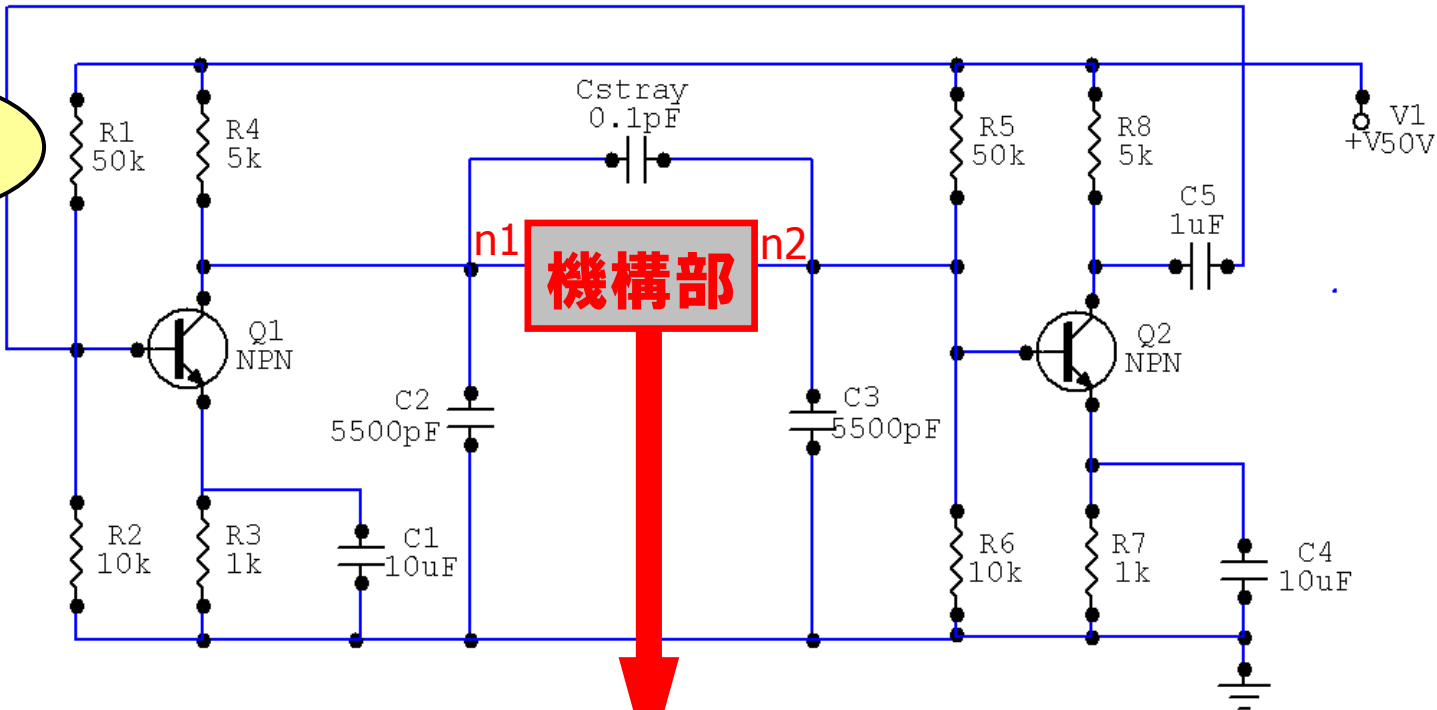 Cstray
0.1pF
R1
50k
R4
5k
R5
50k
R8
5k
V1
+V50V
C5
1uF
n1
機構部
n2
Q1
NPN
Q2
NPN
C2
5500pF
C3
5500pF
R2
10k
R3
1k
C1
10uF
R6
10k
R7
1k
C4
10uF